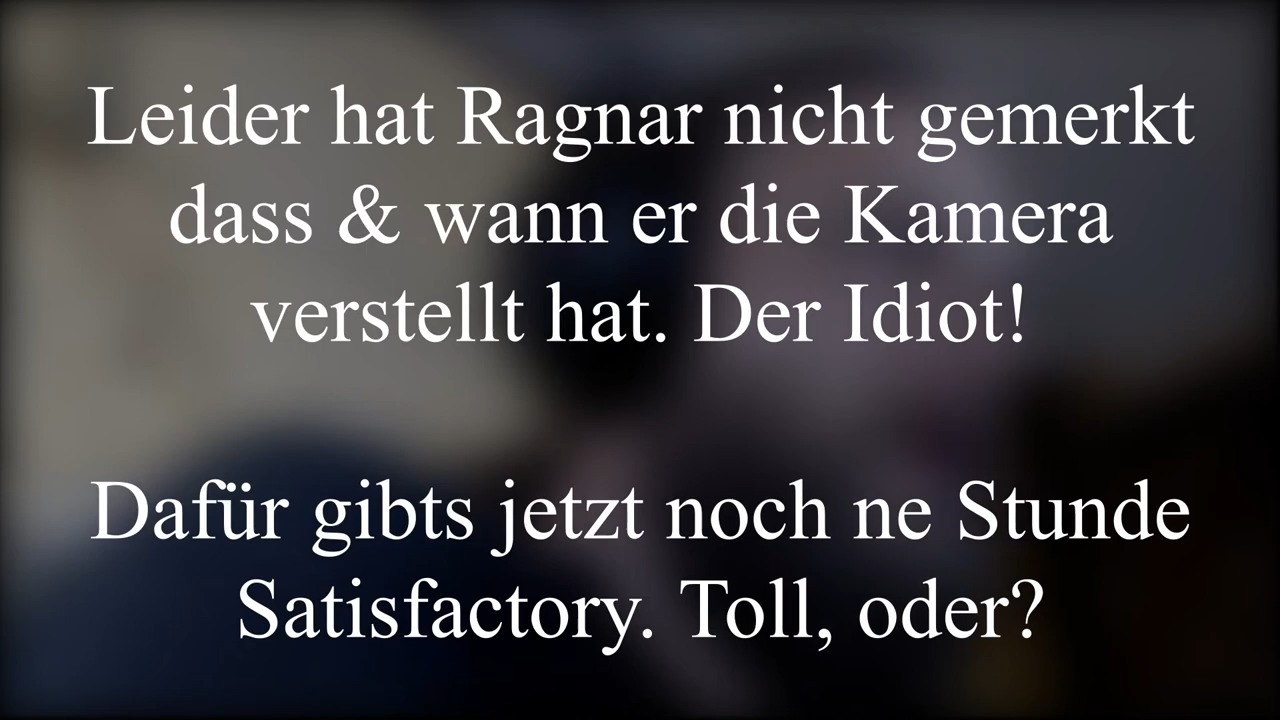 Leider hat Ragnar nicht gemerkt
dass & wann er die Kamera
verstellt hat. Der Idiot!
Dafür gibts jetzt noch ne Stunde
Satisfactory. Toll, oder?